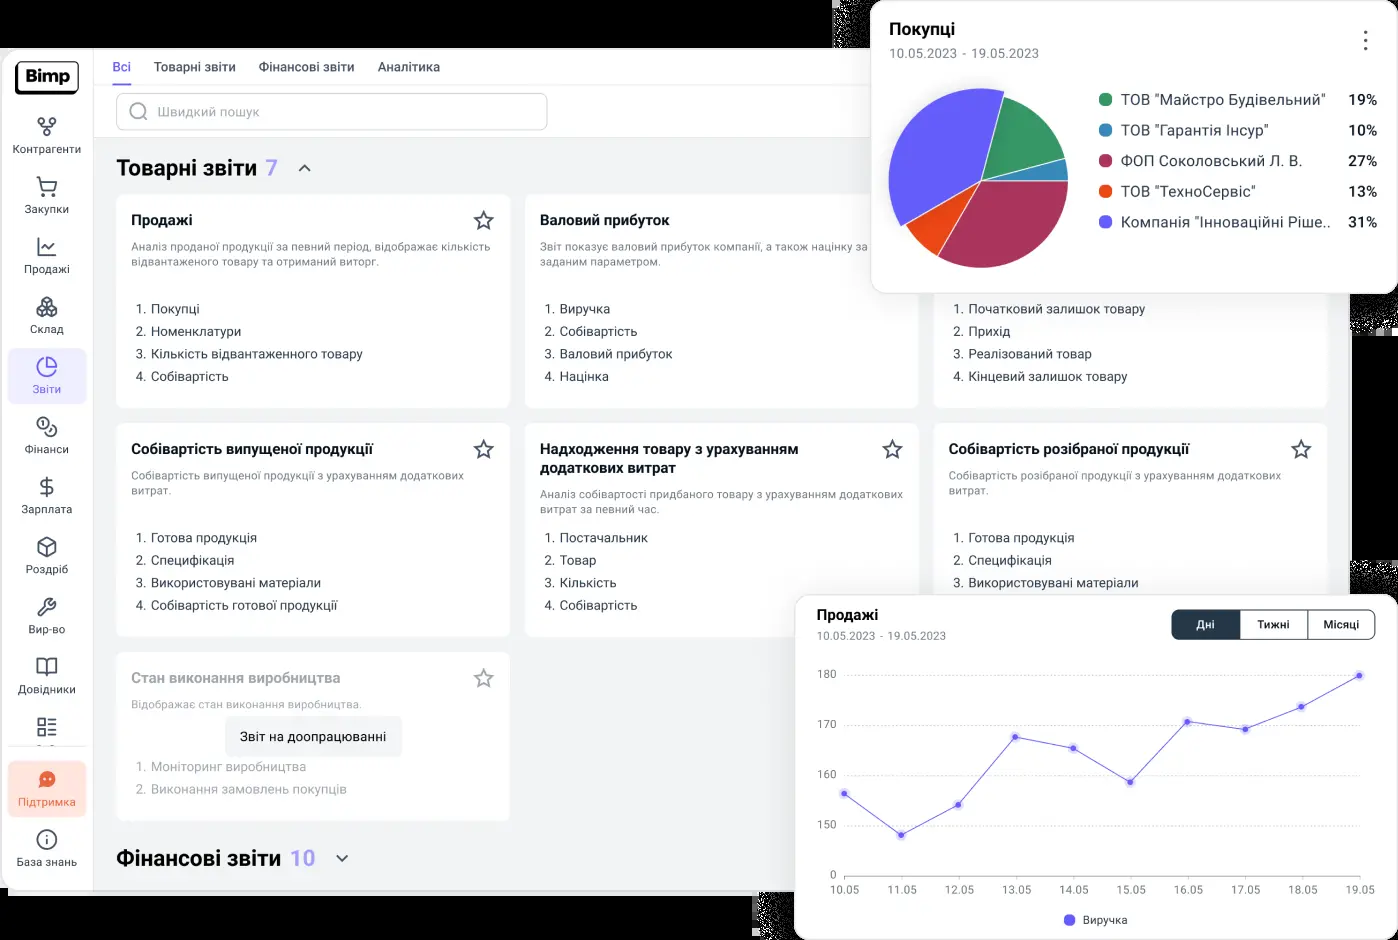 Bimp
Контрагенти
Закупки
Продажі
Склад
Звіти
Фінанси
Зарплата
Роздріб
Вир-во
Довідники
Підтримка
База знань
Всі
Товарні звіти
Фінансові звіти
Аналітика
Швидкий пошук
Товарні звіти 7
Продажі
Аналіз проданої продукції за певний період, відображає кількість
відвантаженого товару та отриманий виторг.
1. Покупці
2. Номенклатури
3. Кількість відвантаженного товару
4. Собівартість
Валовий прибуток
Звіт показує валовий прибуток компанії, а також націнку за
заданим параметром.
1. Виручка
2. Собівартість
3. Валовий прибуток
4. Націнка
1. Початковий залишок товару
2. Прихід
3. Реалізований товар
4. Кінцевий залишок товару
Собівартість випущеної продукції
Собівартість випущеної продукції з урахуванням додаткових
витрат.
1. Готова продукція
2. Специфікація
3. Використовувані матеріали
4. Собівартість готової продукції
Надходження товару з урахуванням
додаткових витрат
Аналіз собівартості придбаного товару з урахуванням додаткових
витрат за певний час.
1. Постачальник
2. Товар
3. Кількість
4. Собівартість
Собівартість розібраної продукції
Собівартість розібраної продукції з урахуванням додаткових
витрат.
1. Готова продукція
2. Специфікація
3. Використовувані матеріали
Стан виконання виробництва
Відображає стан виконання виробництва.
Звіт на доопрацюванні
1. Моніторинг виробництва
2. Виконання замовлень покупців
Фінансові звіти 10
Покупці
10.05.2023 - 19.05.2023
ТОВ "Майстро Будівельний" 19%
ТОВ "Гарантія Інсур" 10%
ФОП Соколовський Л. В. 27%
ТОВ "ТехноСервіс" 13%
Компанія "Інноваційні Ріше.. 31%
Продажі
10.05.2023 - 19.05.2023
Дні
Тижні
Місяці
180
170
160
150
0
10.05 11.05 12.05 13.05 14.05 15.05 16.05 17.05 18.05 19.05
Виручка